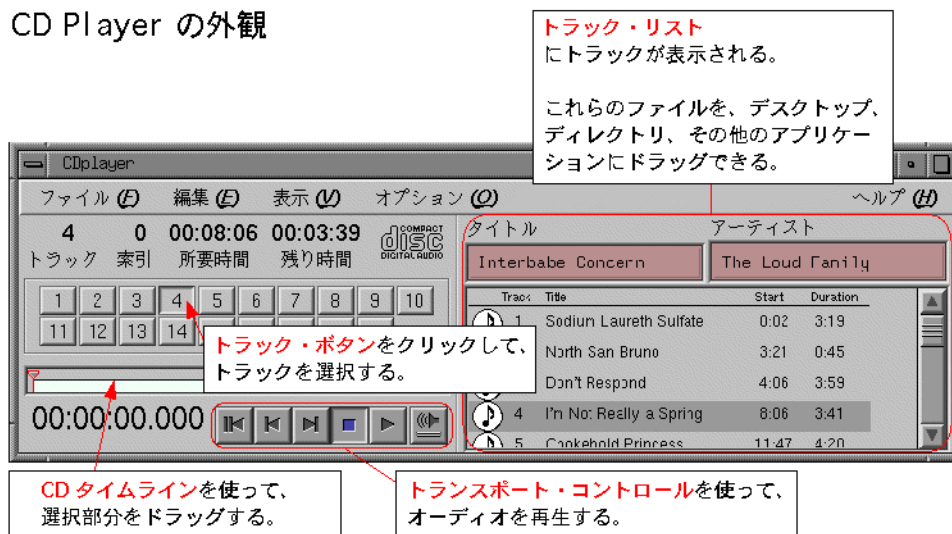 CD Player の外観
トラック・リスト
にトラックが表示される。
これらのファイルを、デスクトップ、
ディレクトリ、その他のアプリケー
ションにドラッグできる。
CDplayer
ファイル (F) 編集 (E) 表示 (V) オプション (O) ヘルプ (H)
4 0 00:08:06 00:03:39
トラック 索引 所要時間 残り時間
COMPACT
disc
DIGITAL AUDIO
タイトル アーティスト
Interbabe Concern The Loud Family
1 2 3 4 5 6 7 8 9 10
11 12 13 14
Track Title Start Duration
1 Sodium Laureth Sulfate 0:02 3:19
North San Bruno 3:21 0:45
Don't Respond 4:06 3:59
4 I'm Not Really a Spring 8:06 3:41
5 Chokehold Princess 11:47 4:20
トラック・ボタンをクリックして、
トラックを選択する。
00:00:00.000
CD タイムラインを使って、
選択部分をドラッグする。
トランスポート・コントロールを使って、
オーディオを再生する。